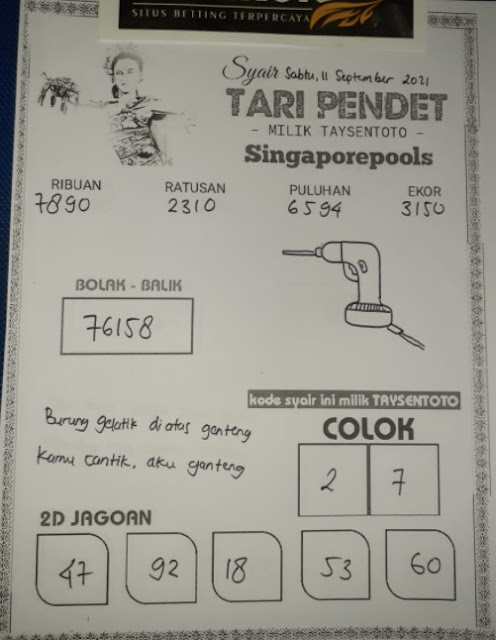 SITUS BETTING TERPERCAYA
Syair Sabtu, 11 September 2021
TARI PENDET
- MILIK TAYSENTOTO -
Singaporepools
RIBUAN RATUSAN PULUHAN EKOR
7890 2310 6594 3150
BOLAK - BALIK
76158
kode syair ini milik TAYSENTOTO
Burung gelatik diatas genteng
Kamu cantik, aku ganteng
COLOK
2 7
2D JAGOAN
47 92 18 53 60